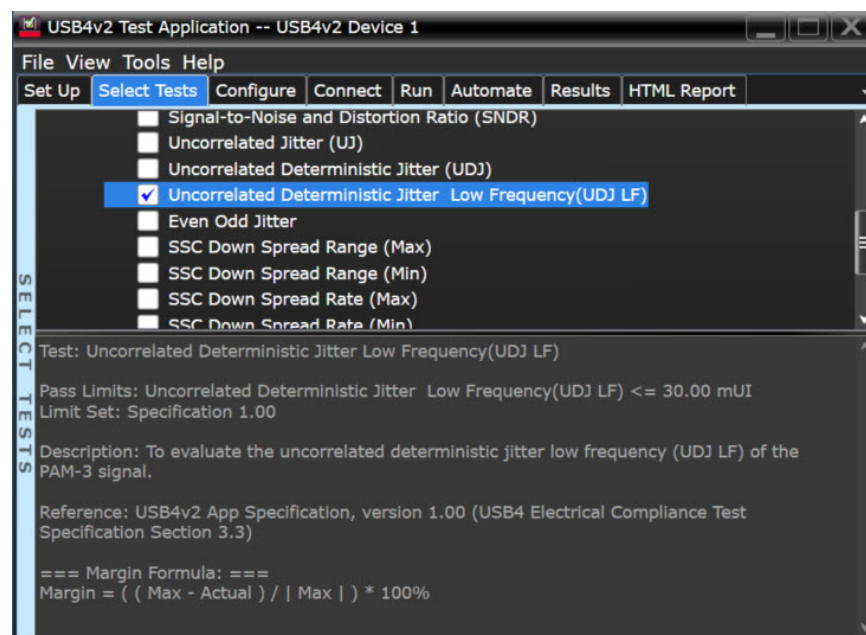 USB4v2 Test Application -- USB4v2 Device 1
File View Tools Help
Set Up Select Tests Configure Connect Run Automate Results HTML Report
Signal-to-Noise and Distortion Ratio (SNDR)
Uncorrelated Jitter (UJ)
Uncorrelated Deterministic Jitter (UDJ)
Uncorrelated Deterministic Jitter Low Frequency(UDJ LF)
Even Odd Jitter
SSC Down Spread Range (Max)
SSC Down Spread Range (Min)
SSC Down Spread Rate (Max)
SSC Down Spread Rate (Min)
SELECT TESTS
Test: Uncorrelated Deterministic Jitter Low Frequency(UDJ LF)
Pass Limits: Uncorrelated Deterministic Jitter Low Frequency(UDJ LF) <= 30.00 mUI
Limit Set: Specification 1.00
Description: To evaluate the uncorrelated deterministic jitter low frequency (UDJ LF) of the
PAM-3 signal.
Reference: USB4v2 App Specification, version 1.00 (USB4 Electrical Compliance Test
Specification Section 3.3)
=== Margin Formula: ===
Margin = ( ( Max - Actual ) / | Max | ) * 100%